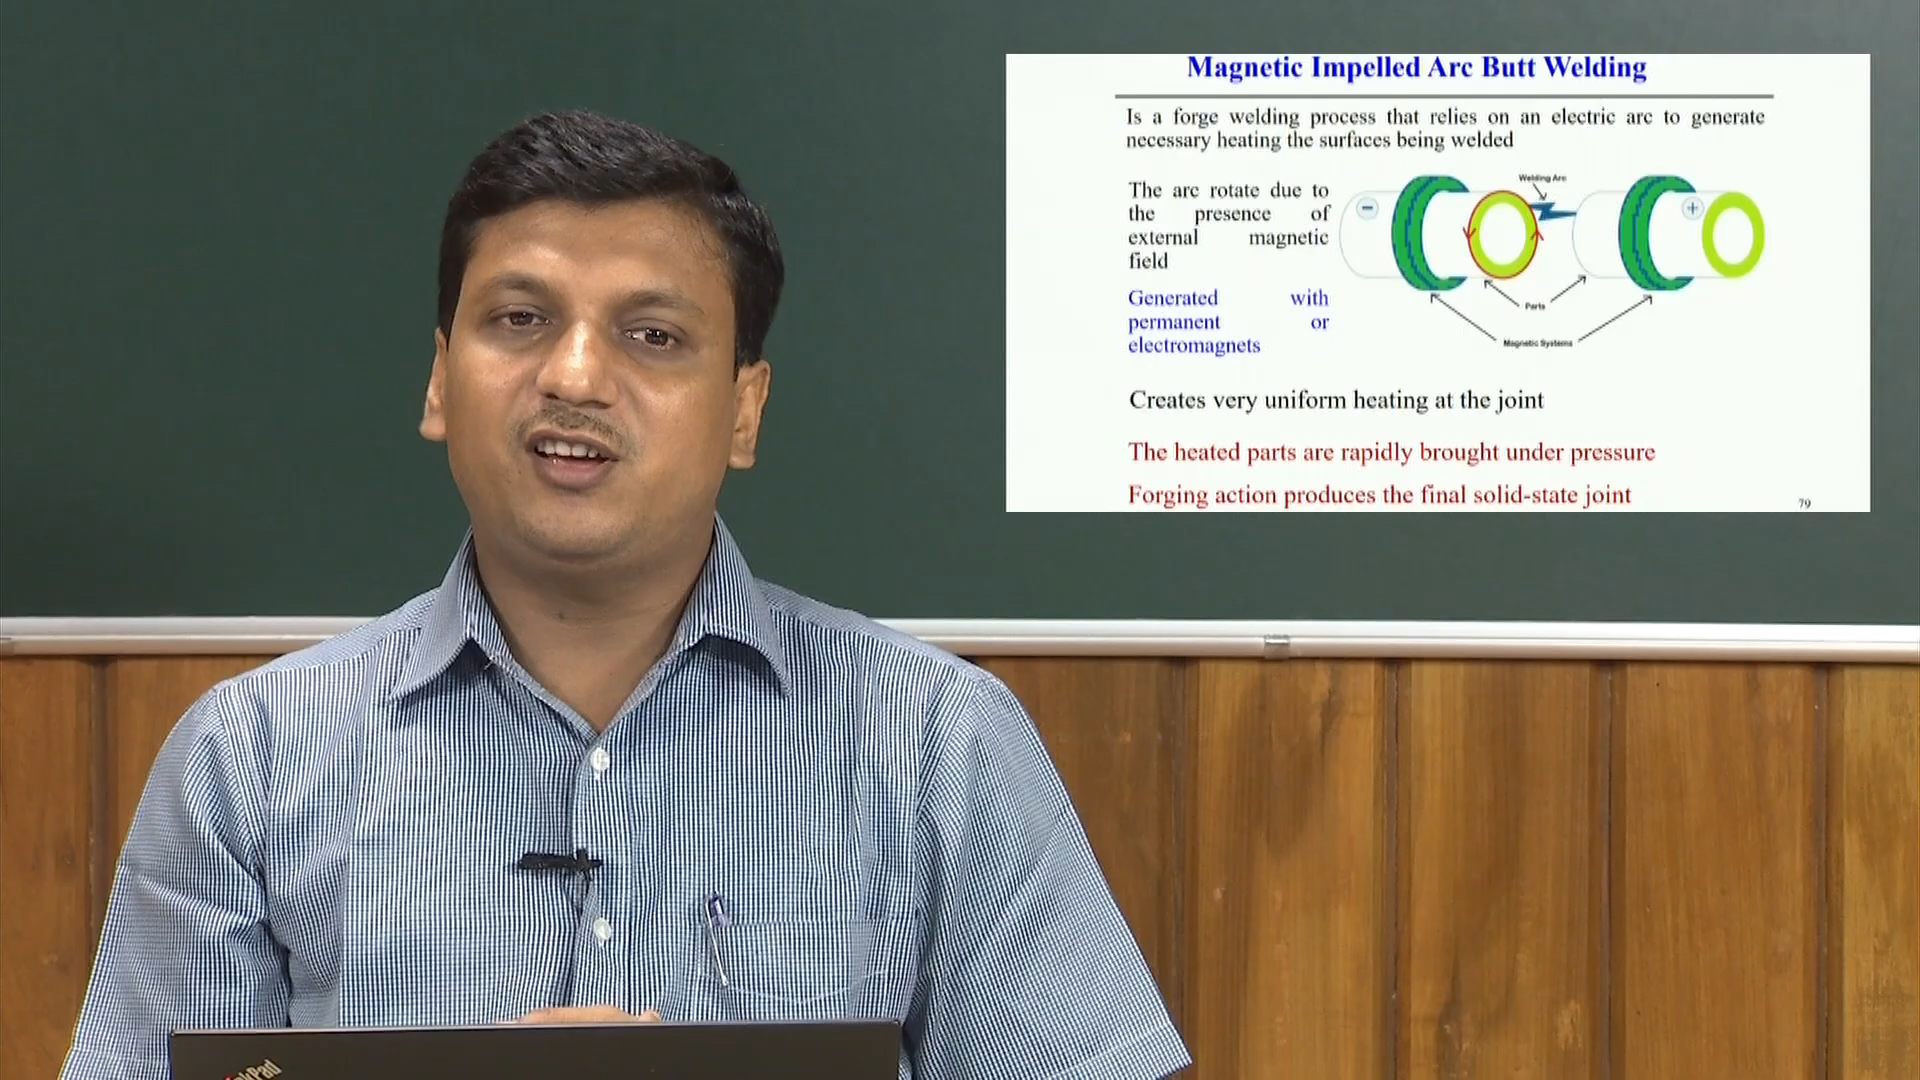 Magnetic Impelled Arc Butt Welding
Is a forge welding process that relies on an electric arc to generate
necessary heating the surfaces being welded
The arc rotate due to
the presence of
external magnetic
field
Generated with
permanent or
electromagnets
Welding Arc
−
+
Parts
Magnetic Systems
Creates very uniform heating at the joint
The heated parts are rapidly brought under pressure
Forging action produces the final solid-state joint
79